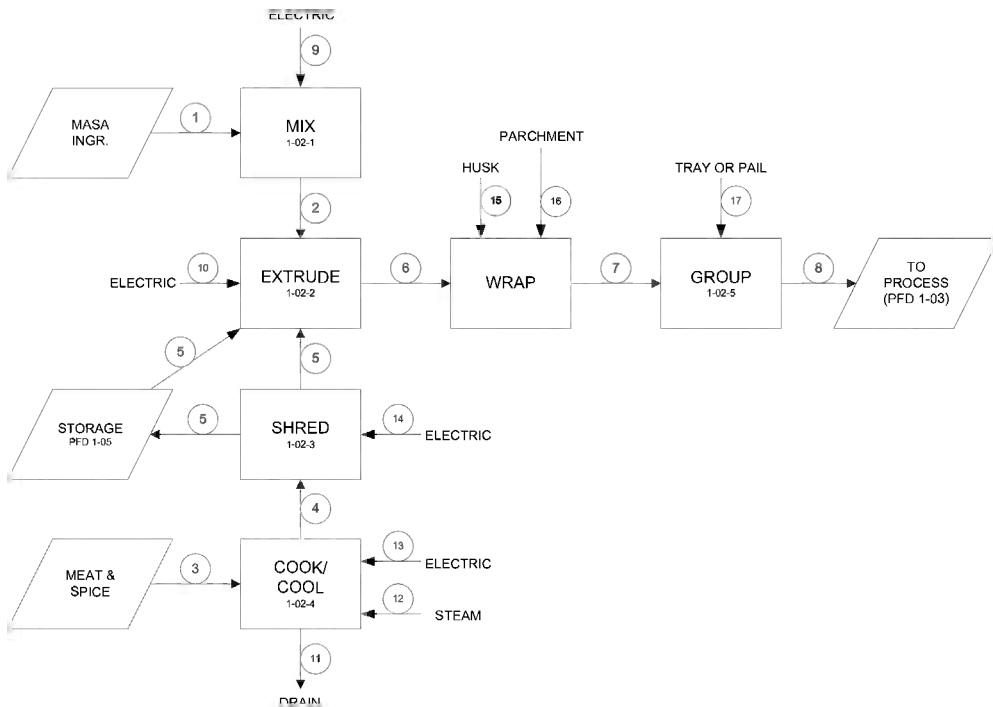 ELECTRIC
9
MASA
INGR.
1
MIX
1-02-1
2
PARCHMENT
HUSK
TRAY OR PAIL
15
16
17
ELECTRIC
10
EXTRUDE
1-02-2
6
WRAP
7
GROUP
1-02-5
8
TO
PROCESS
(PFD 1-03)
5
5
STORAGE
PFD 1-05
5
SHRED
1-02-3
14
ELECTRIC
4
MEAT &
SPICE
3
COOK/
COOL
1-02-4
13
ELECTRIC
12
STEAM
11
DRAIN